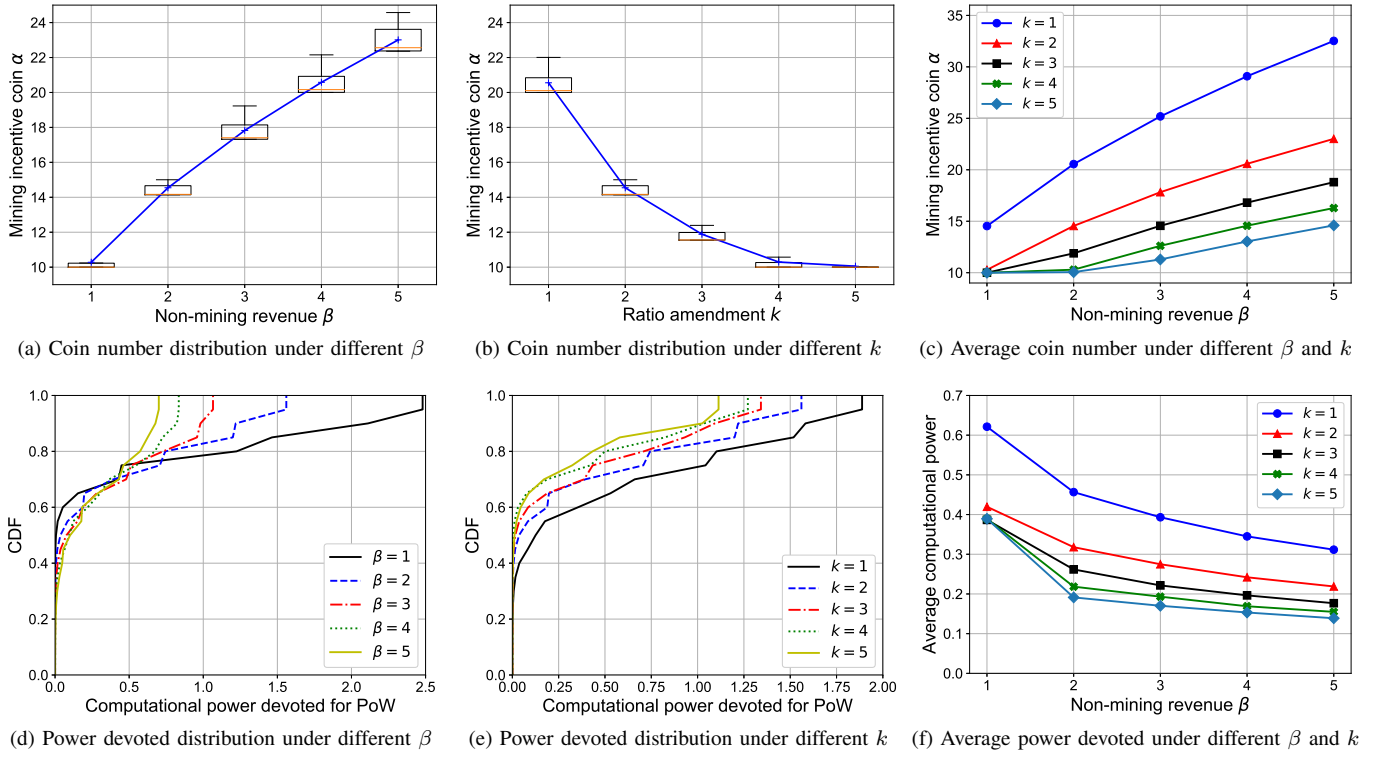 24
22
20
18
16
14
12
10
Mining incentive coin α
1 2 3 4 5
Non-mining revenue β
(a) Coin number distribution under different β
24
22
20
18
16
14
12
10
Mining incentive coin α
1 2 3 4 5
Ratio amendment k
(b) Coin number distribution under different k
35
30
25
20
15
10
Mining incentive coin α
k = 1
k = 2
k = 3
k = 4
k = 5
1 2 3 4 5
Non-mining revenue β
(c) Average coin number under different β and k
1.0
0.8
0.6
0.4
0.2
0.0
CDF
β = 1
β = 2
β = 3
β = 4
β = 5
0.0 0.5 1.0 1.5 2.0 2.5
Computational power devoted for PoW
(d) Power devoted distribution under different β
1.0
0.8
0.6
0.4
0.2
0.0
CDF
k = 1
k = 2
k = 3
k = 4
k = 5
0.00 0.25 0.50 0.75 1.00 1.25 1.50 1.75 2.00
Computational power devoted for PoW
(e) Power devoted distribution under different k
0.7
0.6
0.5
0.4
0.3
0.2
0.1
0.0
Average computational power
k = 1
k = 2
k = 3
k = 4
k = 5
1 2 3 4 5
Non-mining revenue β
(f) Average power devoted under different β and k